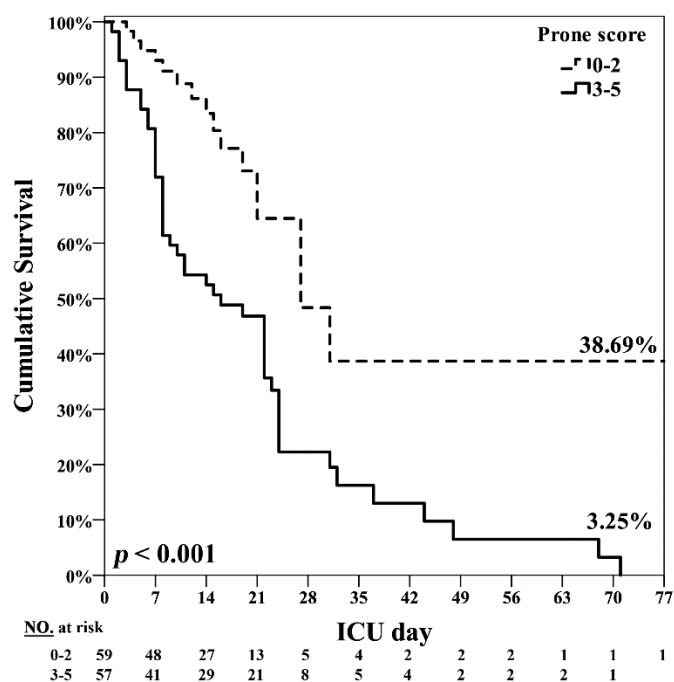 Prone score
0-2
3-5
100%
90%
80%
70%
60%
50%
40%
30%
20%
10%
0%
Cumulative Survival
38.69%
3.25%
p < 0.001
0 7 14 21 28 35 42 49 56 63 70 77
NO. at risk
ICU day
0-2 59 48 27 13 5 4 2 2 2 1 1 1
3-5 57 41 29 21 8 5 4 2 2 2 1